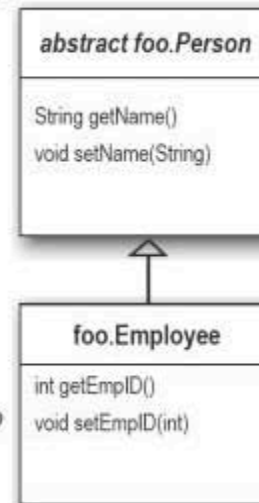 abstract foo.Person
String getName()
void setName(String)
foo.Employee
int getEmpID()
void setEmpID(int)